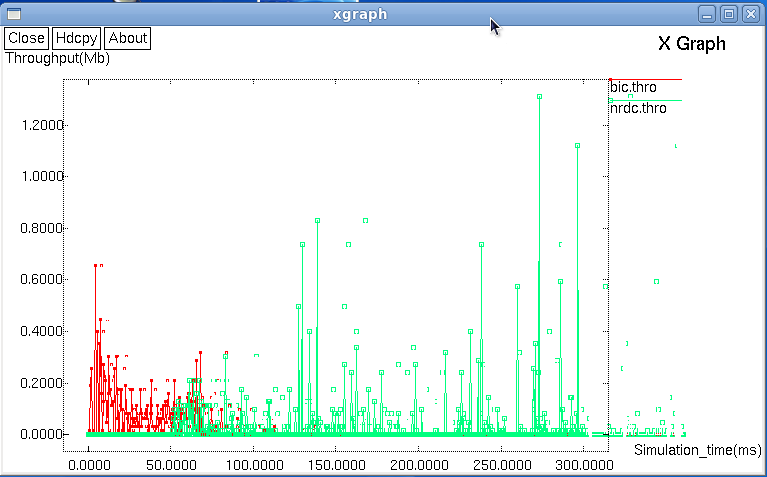 xgraph
Close Hdcpy About
X Graph
Throughput(Mb)
bic.thro
nrdc.thro
1.2000
1.0000
0.8000
0.6000
0.4000
0.2000
0.0000
Simulation_time(ms)
0.0000 50.0000 100.0000 150.0000 200.0000 250.0000 300.0000